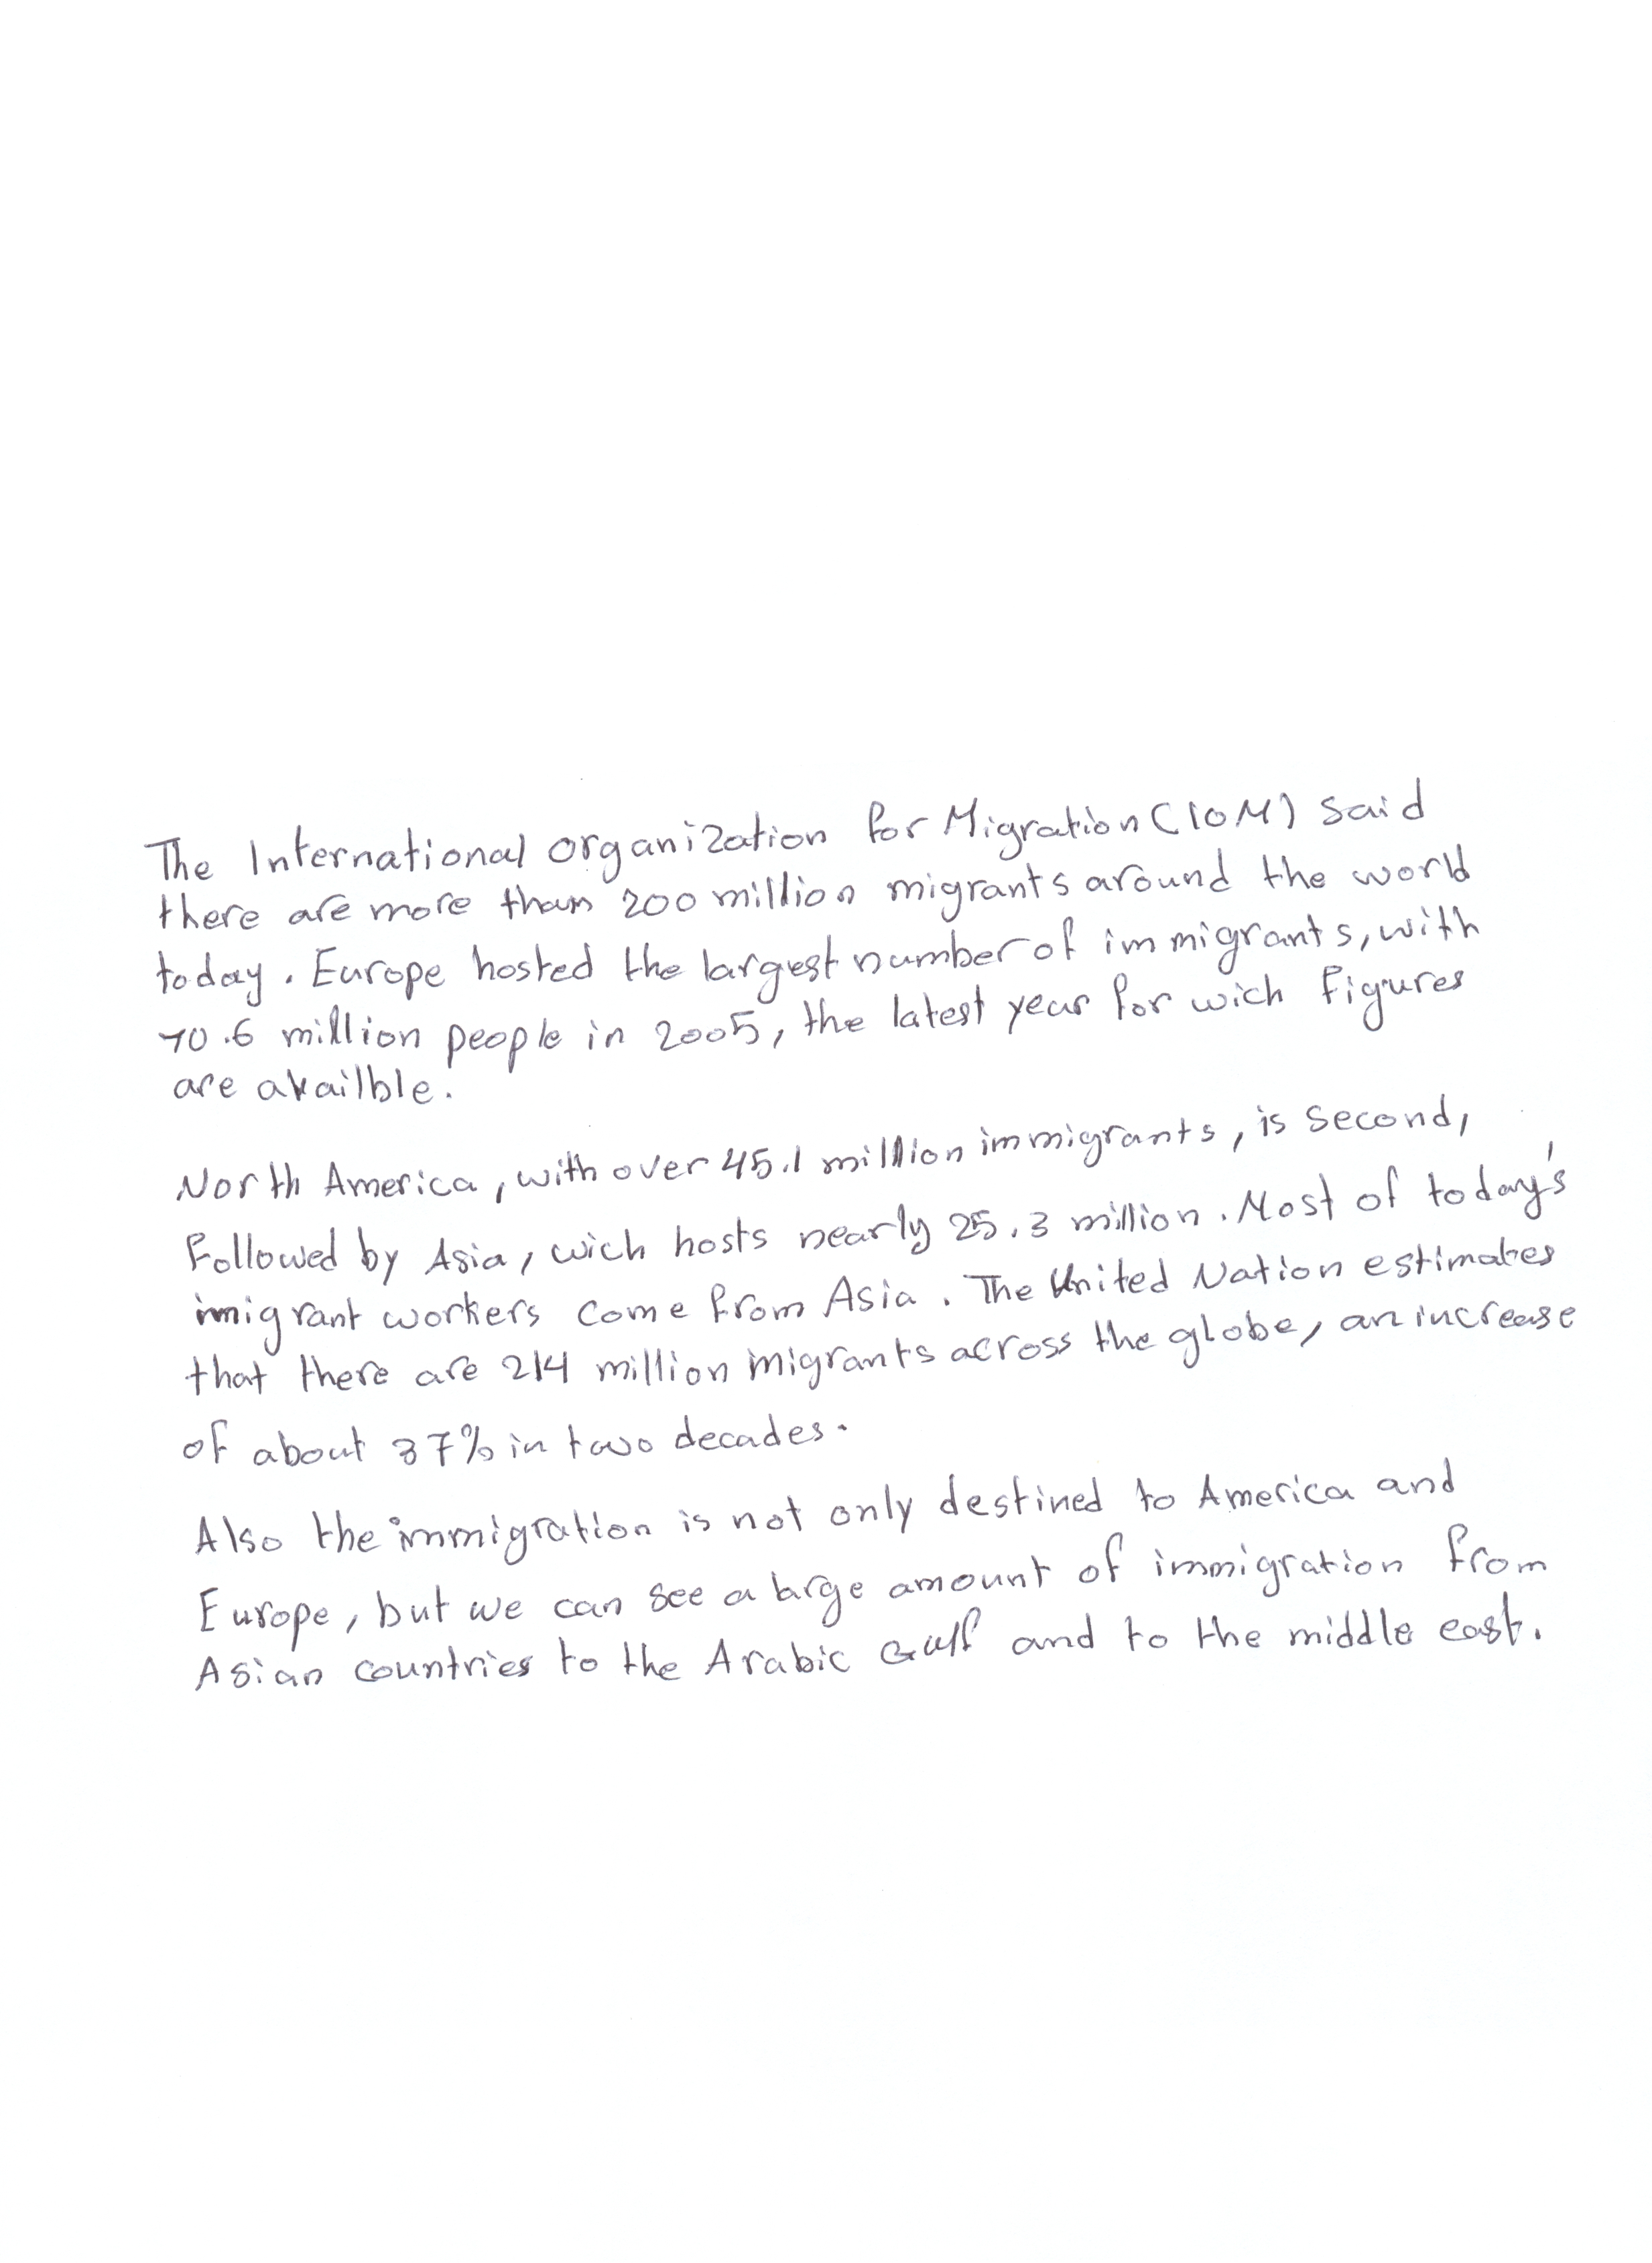 The International organization for Migration (IOM) said
there are more than 200 million migrants around the world
today. Europe hosted the largest number of immigrants, with
70.6 million people in 2005, the latest year for wich figures
are availble.
North America, with over 45.1 million immigrants, is second,
Followed by Asia, wich hosts nearly 25.3 million. Most of today's
imigrant workers come from Asia. The United Nation estimates
that there are 214 million migrants across the globe, an increase
of about 37% in two decades.
Also the immigration is not only destined to America and
Europe, but we can see a large amount of immigration from
Asian countries to the Arabic Gulf and to the middle east.